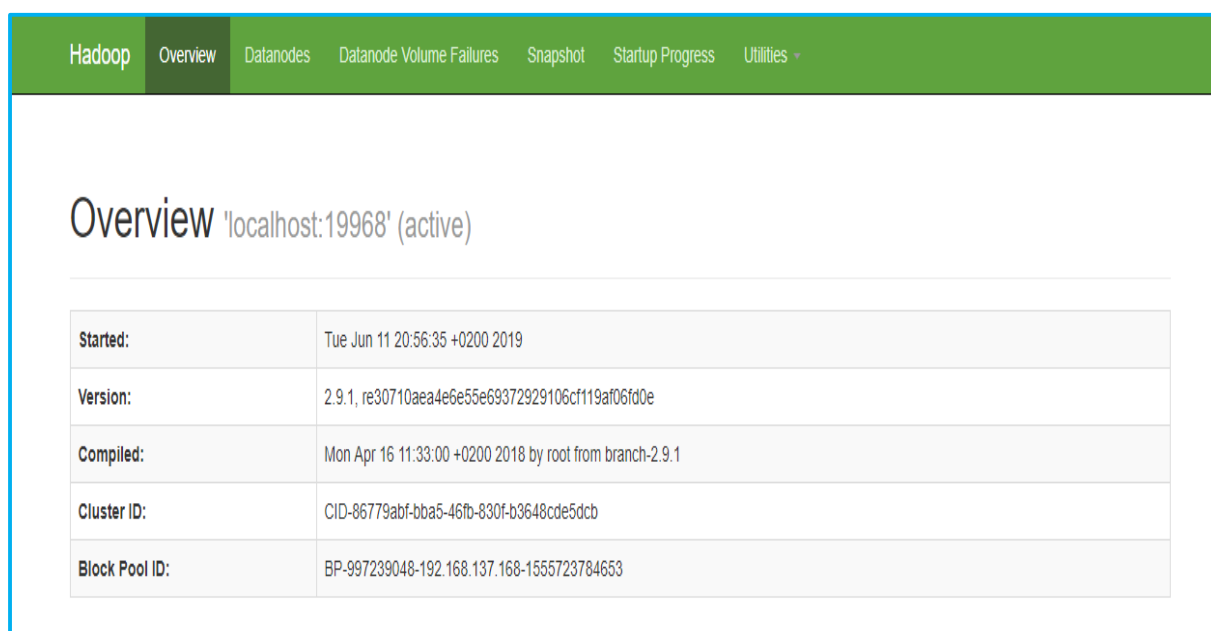 Hadoop Overview Datanodes Datanode Volume Failures Snapshot Startup Progress Utilities
Overview 'localhost:19968' (active)
Started: Tue Jun 11 20:56:35 +0200 2019
Version: 2.9.1, re30710aea4e6e55e69372929106cf119af06fd0e
Compiled: Mon Apr 16 11:33:00 +0200 2018 by root from branch-2.9.1
Cluster ID: CID-86779abf-bba5-46fb-830f-b3648cde5dcb
Block Pool ID: BP-997239048-192.168.137.168-1555723784653